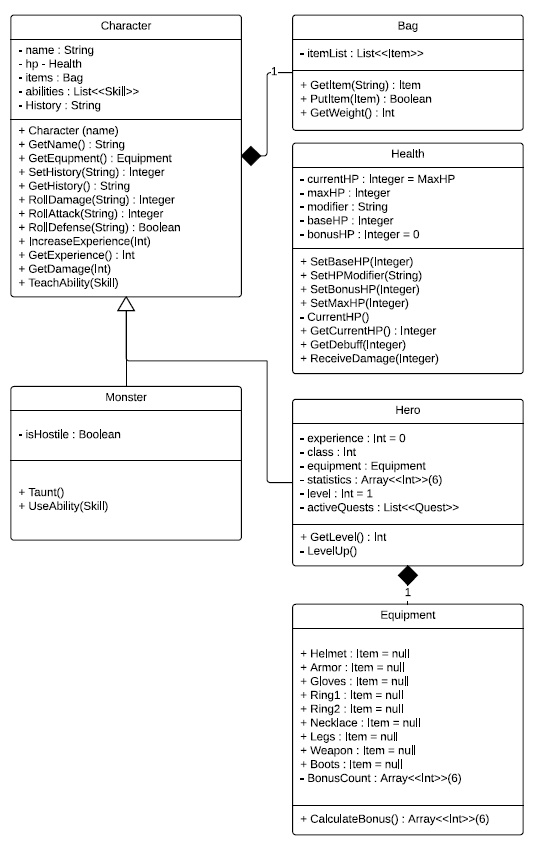 Character
- name : String
- hp - Health
- items : Bag
- abilities : List<<Skill>>
- History : String
+ Character (name)
+ GetName() : String
+ GetEqupment() : Equipment
+ SetHistory(String) : Integer
+ GetHistory() : String
+ RollDamage(String) : Integer
+ RollAttack(String) : Integer
+ RollDefense(String) : Boolean
+ IncreaseExperience(Int)
+ GetExperience() : Int
+ GetDamage(Int)
+ TeachAbility(Skill)
1
Bag
- itemList : List<<Item>>
+ GetItem(String) : Item
+ PutItem(Item) : Boolean
+ GetWeight() : Int
Health
- currentHP : Integer = MaxHP
- maxHP : Integer
- modifier : String
- baseHP : Integer
- bonusHP : Integer = 0
+ SetBaseHP(Integer)
+ SetHPModifier(String)
+ SetBonusHP(Integer)
+ SetMaxHP(Integer)
- CurrentHP()
+ GetCurrentHP() : Integer
+ GetDebuff(Integer)
+ ReceiveDamage(Integer)
Monster
- isHostile : Boolean
+ Taunt()
+ UseAbility(Skill)
Hero
- experience : Int = 0
- class : Int
- equipment : Equipment
- statistics : Array<<Int>>(6)
- level : Int = 1
- activeQuests : List<<Quest>>
+ GetLevel() : Int
- LevelUp()
1
Equipment
+ Helmet : Item = null
+ Armor : Item = null
+ Gloves : Item = null
+ Ring1 : Item = null
+ Ring2 : Item = null
+ Necklace : Item = null
+ Legs : Item = null
+ Weapon : Item = null
+ Boots : Item = null
- BonusCount : Array<<Int>>(6)
+ CalculateBonus() : Array<<Int>>(6)